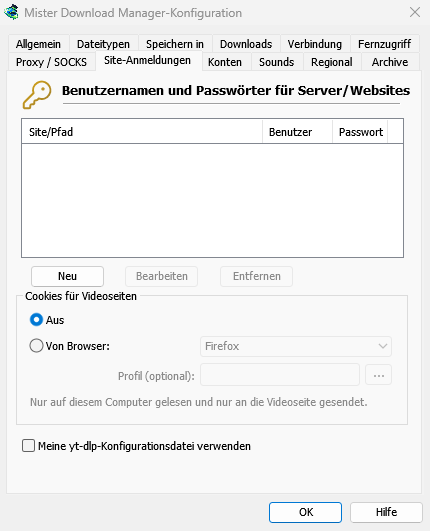 Mister Download Manager-Konfiguration
Allgemein Dateitypen Speichern in Downloads Verbindung Fernzugriff
Proxy / SOCKS Site-Anmeldungen Konten Sounds Regional Archive
Benutzernamen und Passwörter für Server/Websites
Site/Pfad Benutzer Passwort
Neu Bearbeiten Entfernen
Cookies für Videoseiten
Aus
Von Browser: Firefox
Profil (optional): ...
Nur auf diesem Computer gelesen und nur an die Videoseite gesendet.
Meine yt-dlp-Konfigurationsdatei verwenden
OK Hilfe